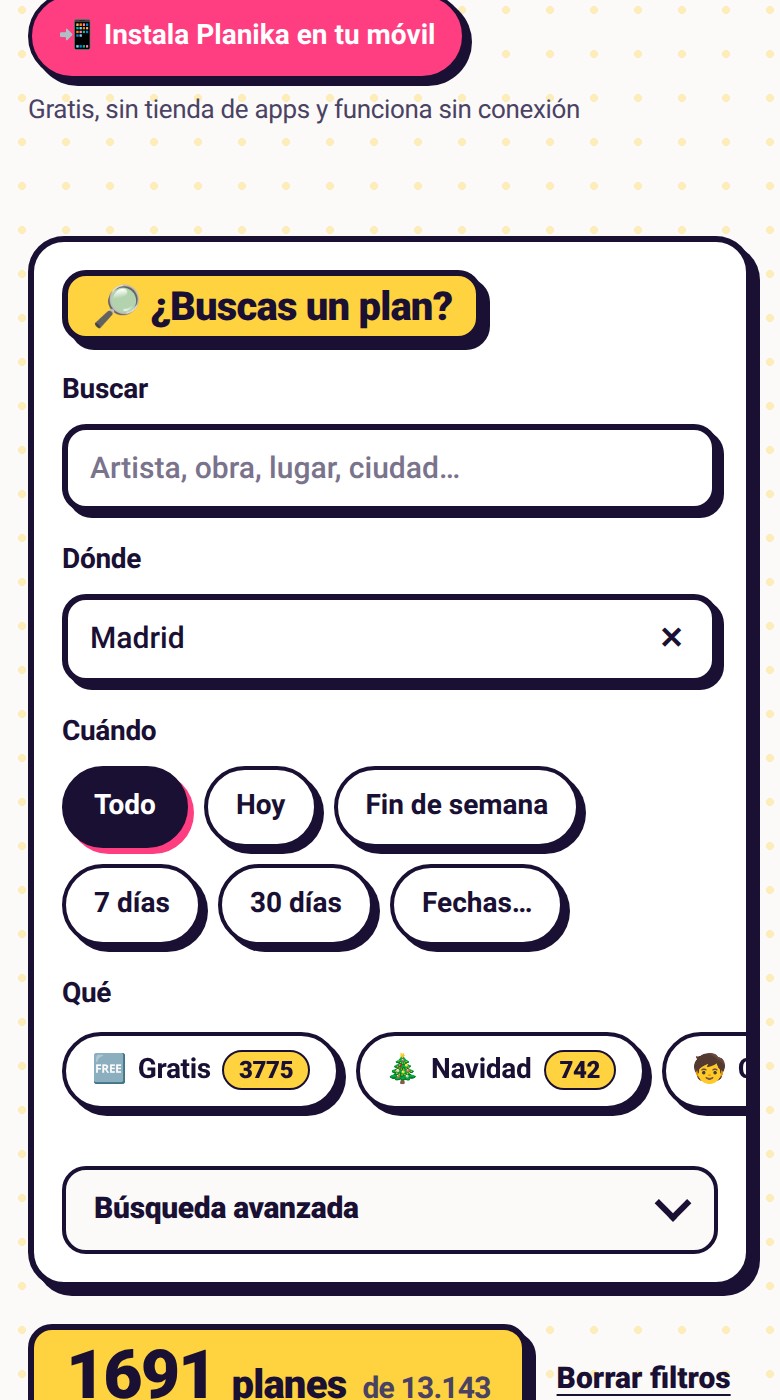 Instala Planika en tu móvil
Gratis, sin tienda de apps y funciona sin conexión
¿Buscas un plan?
Buscar
Artista, obra, lugar, ciudad...
Dónde
Madrid ✕
Cuándo
Todo Hoy Fin de semana
7 días 30 días Fechas...
Qué
FREE Gratis 3775 Navidad 742
Búsqueda avanzada
1691 planes de 13.143 Borrar filtros